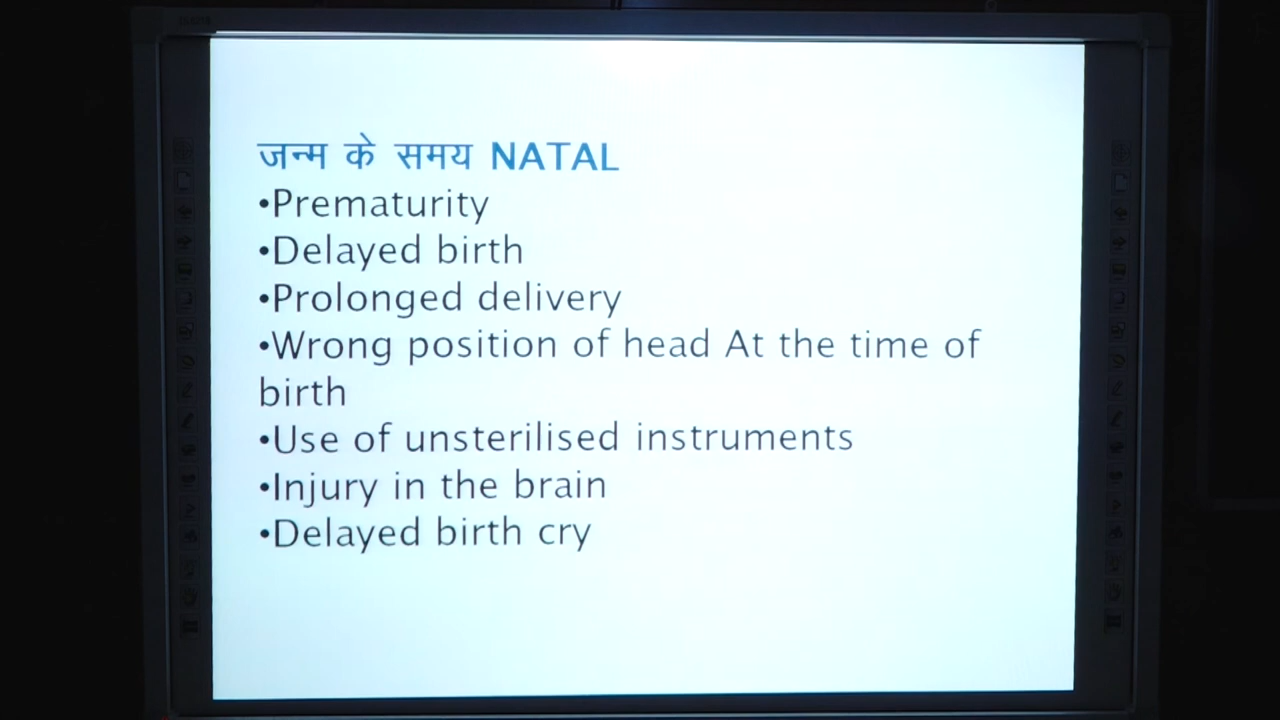 जन्म के समय NATAL
•Prematurity
•Delayed birth
•Prolonged delivery
•Wrong position of head At the time of
birth
•Use of unsterilised instruments
•Injury in the brain
•Delayed birth cry